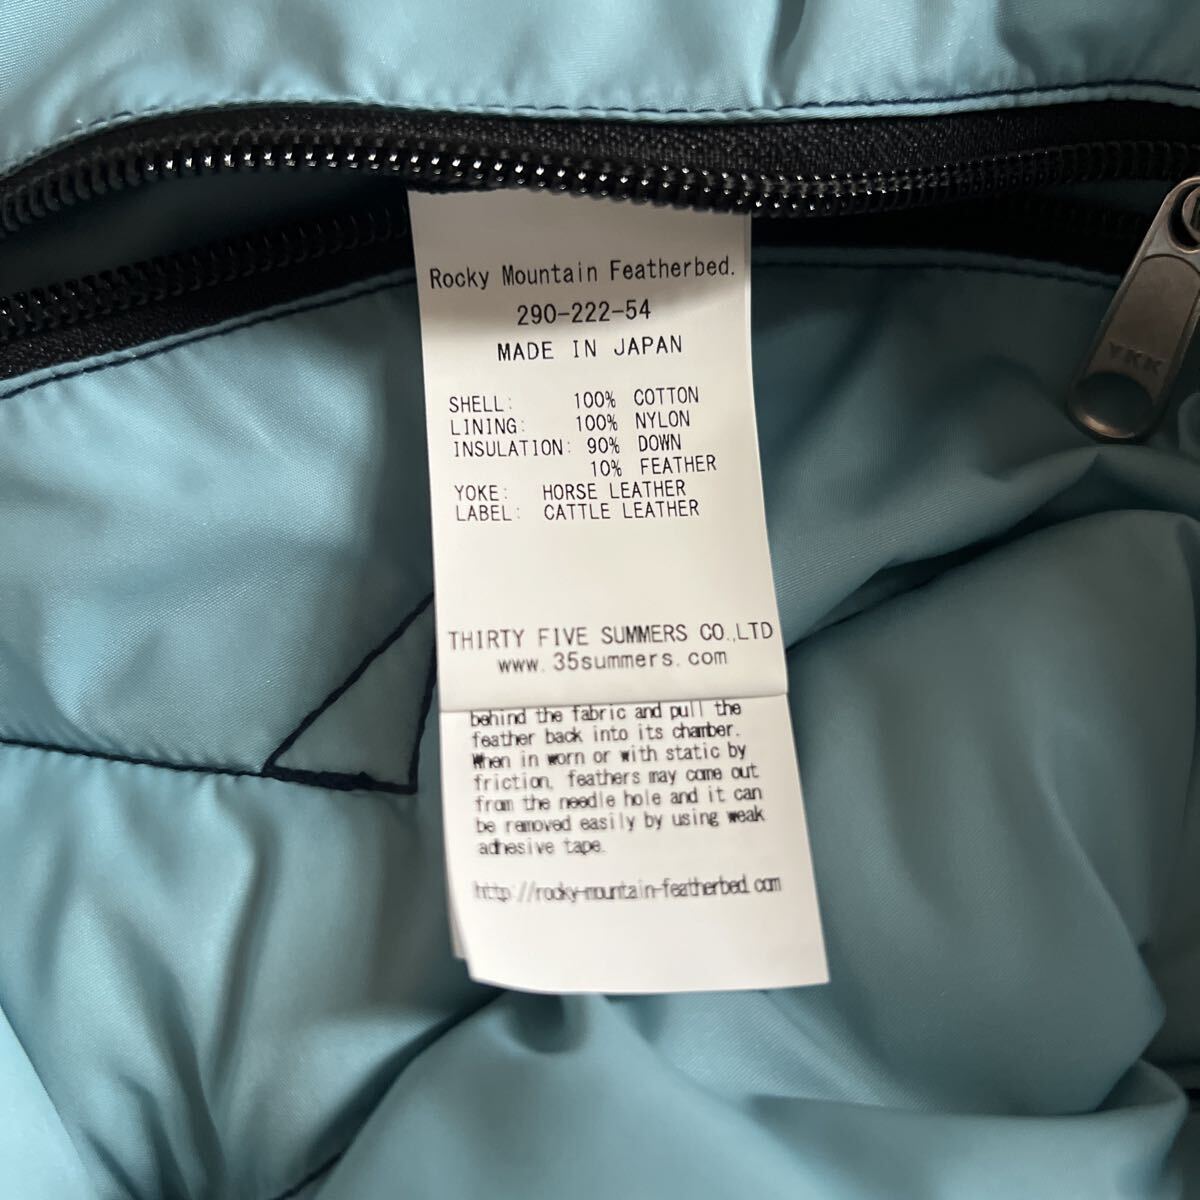 Rocky Mountain Featherbed.
290-222-54
MADE IN JAPAN
SHELL: 100% COTTON
LINING: 100% NYLON
INSULATION: 90% DOWN
10% FEATHER
YOKE: HORSE LEATHER
LABEL: CATTLE LEATHER
THIRTY FIVE SUMMERS CO.,LTD
www.35summers.com
behind the fabric and pull the
feather back into its chamber.
When in worn or with static by
friction, feathers may come out
from the needle hole and it can
be removed easily by using weak
adhesive tape.
http://rocky-mountain-featherbed.com
YKK